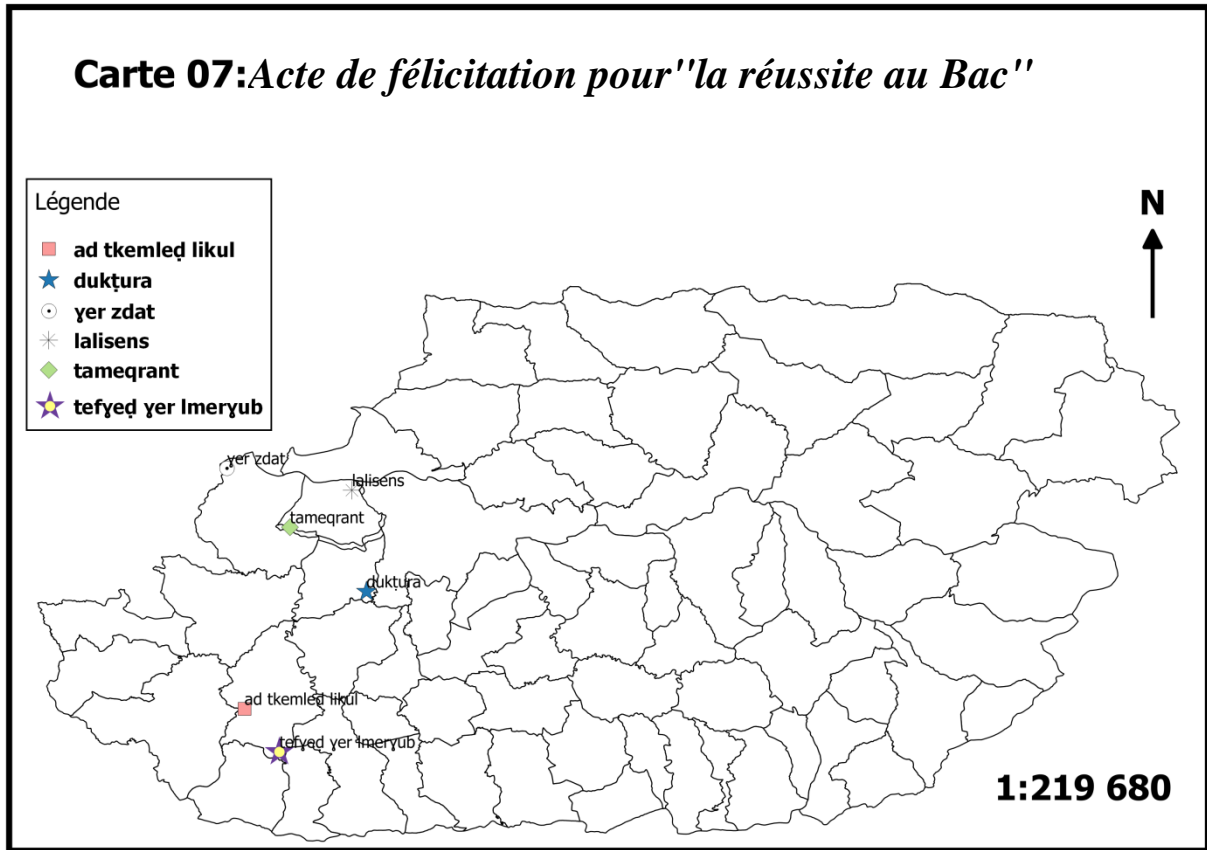 Carte 07:Acte de félicitation pour"la réussite au Bac"
Légende
ad tkemleḍ likul
dukṭura
ɣer zdat
lalisens
tameqrant
tefɣeḍ ɣer lmerɣub
N
ɣer zdat
lalisens
tameqrant
dukṭura
ad tkemleḍ likul
tefɣeḍ ɣer lmerɣub
1:219 680